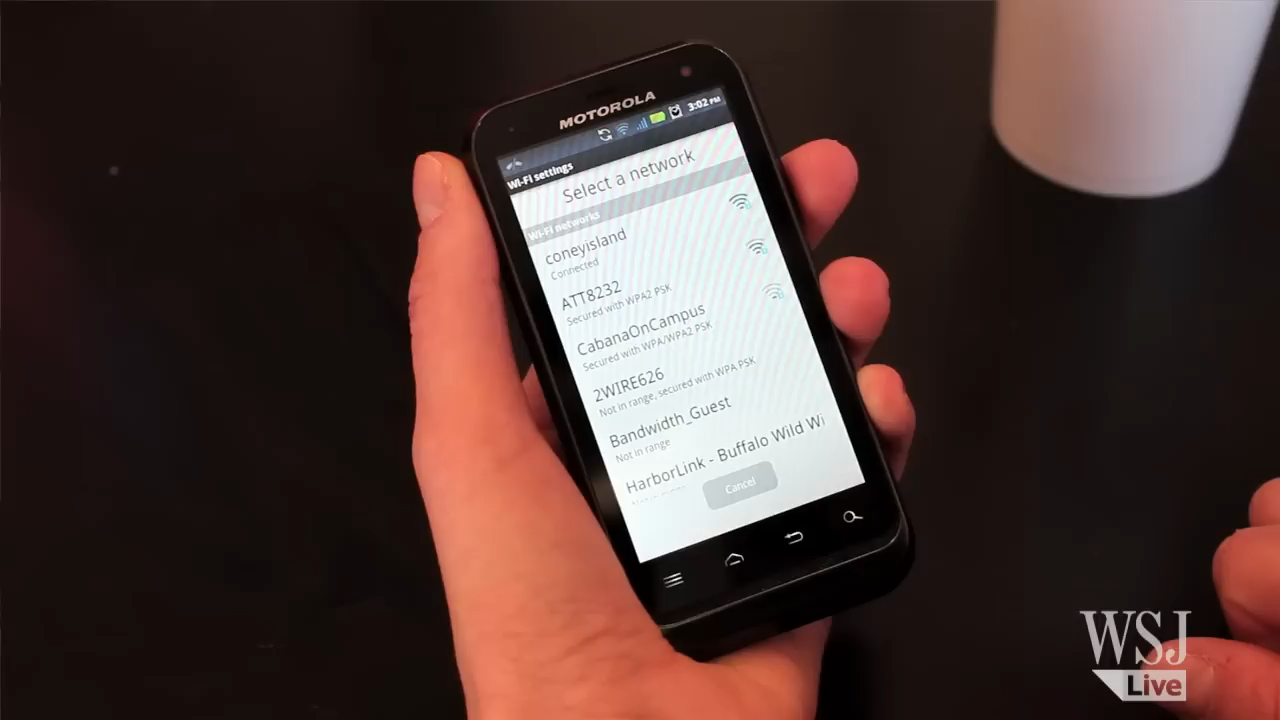 MOTOROLA
3:02 PM
Wi-Fi settings
Select a network
Wi-Fi networks
coneyisland
Connected
ATT8232
Secured with WPA2 PSK
CabanaOnCampus
Secured with WPA/WPA2 PSK
2WIRE626
Not in range, secured with WPA PSK
Bandwidth_Guest
Not in range
HarborLink - Buffalo Wild Wi
Cancel
WSJ
Live